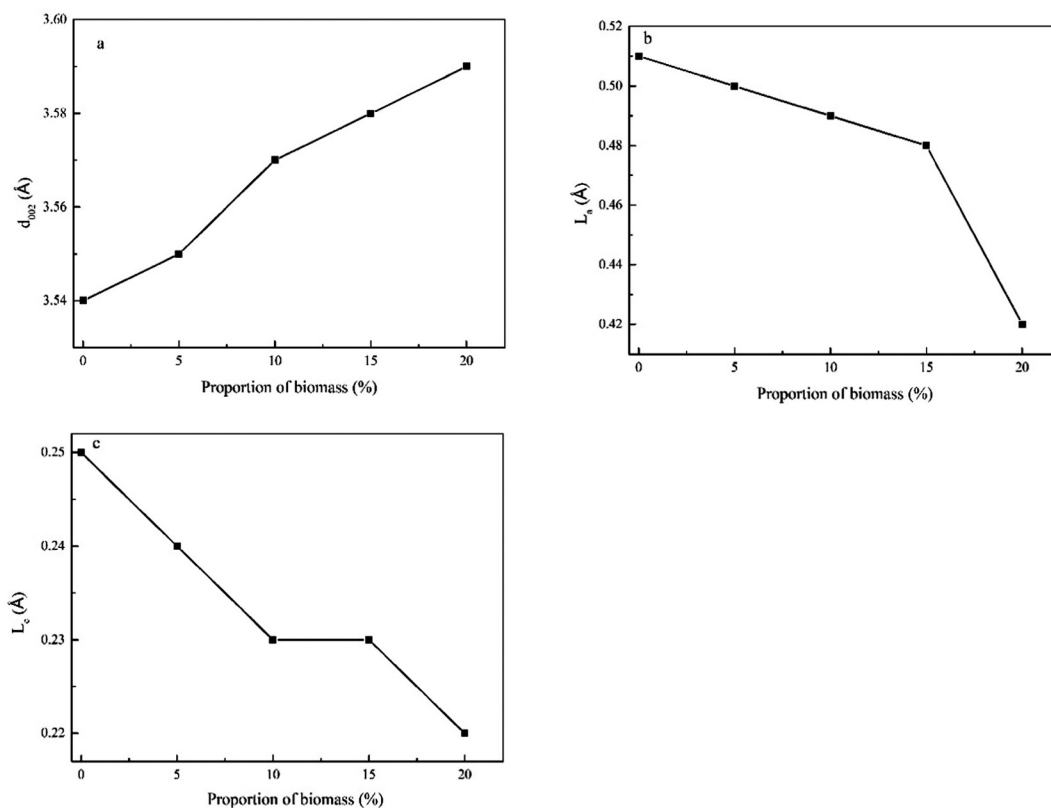 a
3.60
3.58
3.56
3.54
d002 (Å)
0 5 10 15 20
Proportion of biomass (%)
b
0.52
0.50
0.48
0.46
0.44
0.42
La (Å)
0 5 10 15 20
Proportion of biomass (%)
c
0.25
0.24
0.23
0.22
Lc (Å)
0 5 10 15 20
Proportion of biomass (%)